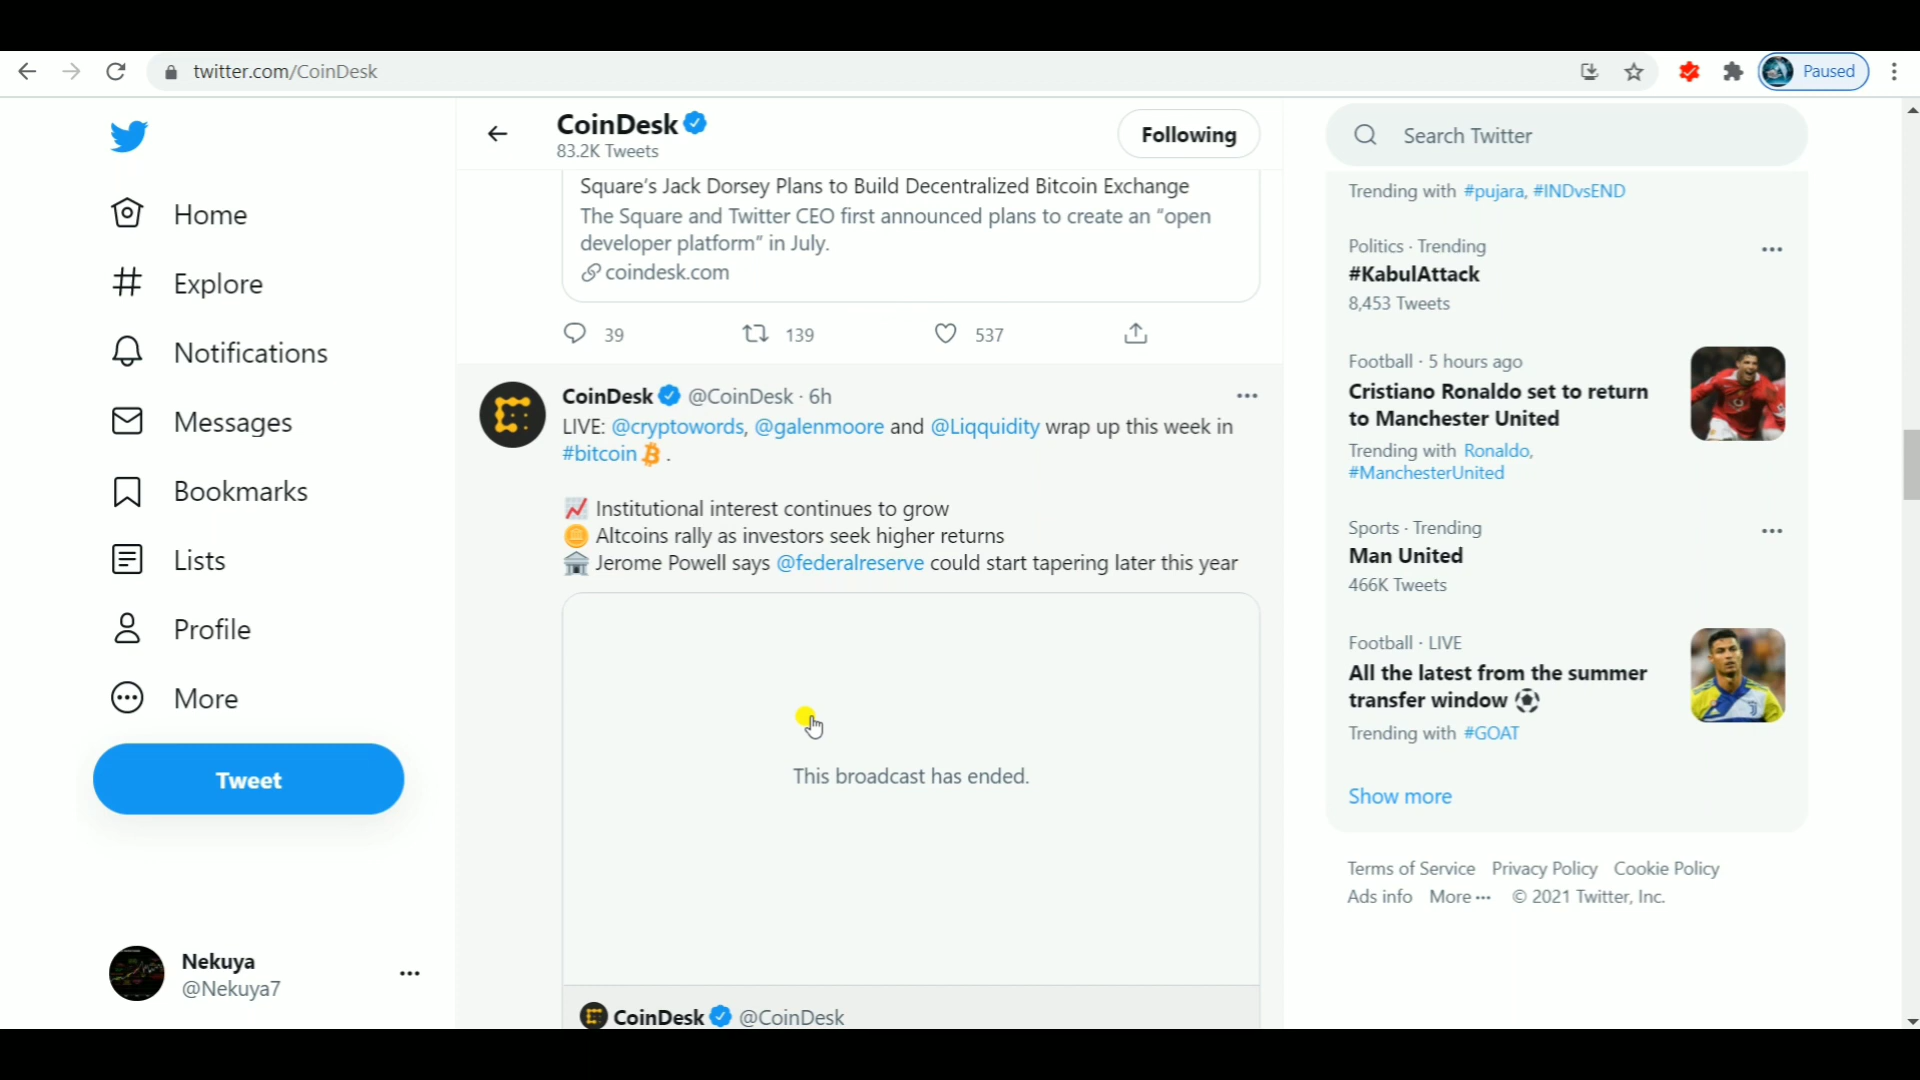 twitter.com/CoinDesk
Paused
Home
Explore
Notifications
Messages
Bookmarks
Lists
Profile
More
Tweet
Nekuya
@Nekuya7
CoinDesk
83.2K Tweets
Following
Square's Jack Dorsey Plans to Build Decentralized Bitcoin Exchange
The Square and Twitter CEO first announced plans to create an "open
developer platform" in July.
coindesk.com
39 139 537
CoinDesk @CoinDesk · 6h
LIVE: @cryptowords, @galenmoore and @Liqquidity wrap up this week in
#bitcoin .
Institutional interest continues to grow
Altcoins rally as investors seek higher returns
Jerome Powell says @federalreserve could start tapering later this year
This broadcast has ended.
CoinDesk @CoinDesk
Search Twitter
Trending with #pujara, #INDvsEND
Politics · Trending
#KabulAttack
8,453 Tweets
Football · 5 hours ago
Cristiano Ronaldo set to return
to Manchester United
Trending with Ronaldo,
#ManchesterUnited
Sports · Trending
Man United
466K Tweets
Football · LIVE
All the latest from the summer
transfer window
Trending with #GOAT
Show more
Terms of Service Privacy Policy Cookie Policy
Ads info More ··· © 2021 Twitter, Inc.